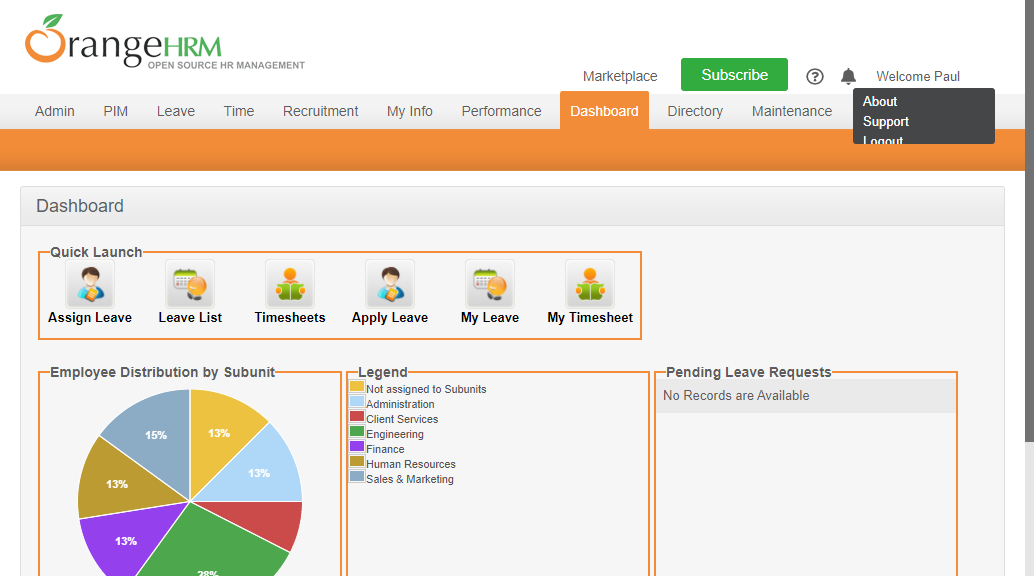 OrangeHRM
OPEN SOURCE HR MANAGEMENT
Marketplace Subscribe ? Welcome Paul
Admin PIM Leave Time Recruitment My Info Performance Dashboard Directory Maintenance
About
Support
Logout
Dashboard
Quick Launch
Assign Leave Leave List Timesheets Apply Leave My Leave My Timesheet
Employee Distribution by Subunit
15% 13%
13%
13%
13%
28%
Legend
Not assigned to Subunits
Administration
Client Services
Engineering
Finance
Human Resources
Sales & Marketing
Pending Leave Requests
No Records are Available